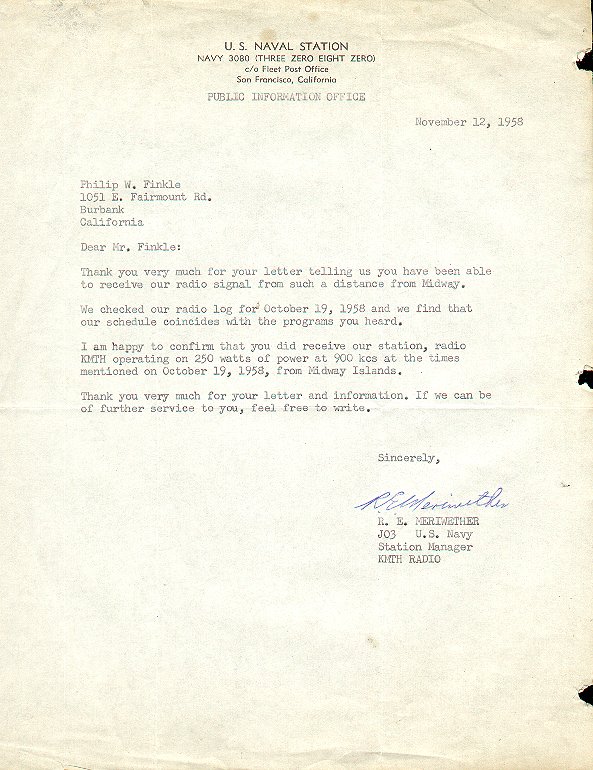 U. S. NAVAL STATION
NAVY 3080 (THREE ZERO EIGHT ZERO)
c/o Fleet Post Office
San Francisco, California
PUBLIC INFORMATION OFFICE
November 12, 1958
Philip W. Finkle
1051 E. Fairmount Rd.
Burbank
California
Dear Mr. Finkle:
Thank you very much for your letter telling us you have been able
to receive our radio signal from such a distance from Midway.
We checked our radio log for October 19, 1958 and we find that
our schedule coincides with the programs you heard.
I am happy to confirm that you did receive our station, radio
KMTH operating on 250 watts of power at 900 kcs at the times
mentioned on October 19, 1958, from Midway Islands.
Thank you very much for your letter and information. If we can be
of further service to you, feel free to write.
Sincerely,
R. E. Meriwether
R. E. MERIWETHER
JO3 U.S. Navy
Station Manager
KMTH RADIO